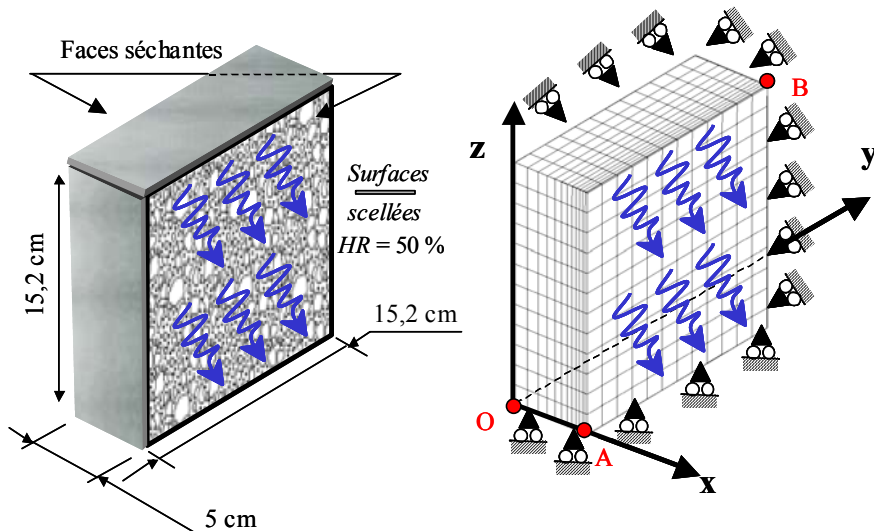 Faces séchantes
Surfaces
scellées
HR = 50 %
15,2 cm
15,2 cm
5 cm
z
y
x
O
A
B